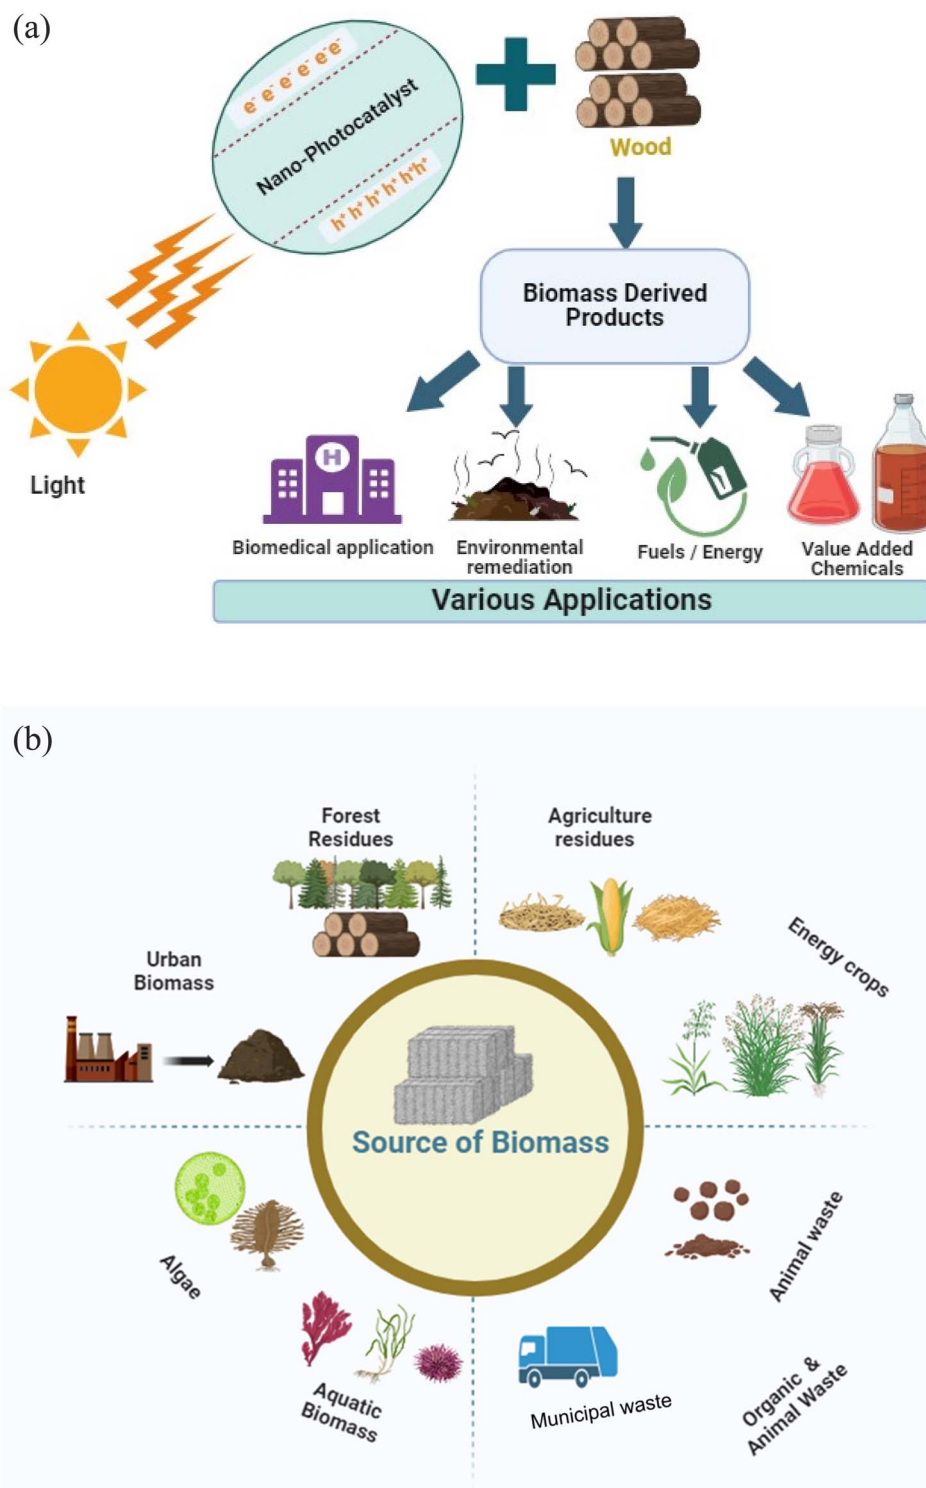 (a)
e⁻ e⁻ e⁻ e⁻ e⁻e⁻
Nano-Photocatalyst
h⁺ h⁺ h⁺ h⁺ h⁺h⁺
Wood
Biomass Derived
Products
Light
H
Biomedical application
Environmental
remediation
Fuels / Energy
Value Added
Chemicals
Various Applications
(b)
Forest
Residues
Agriculture
residues
Energy crops
Urban
Biomass
Source of Biomass
Algae
Animal waste
Aquatic
Biomass
Municipal waste
Organic &
Animal Waste